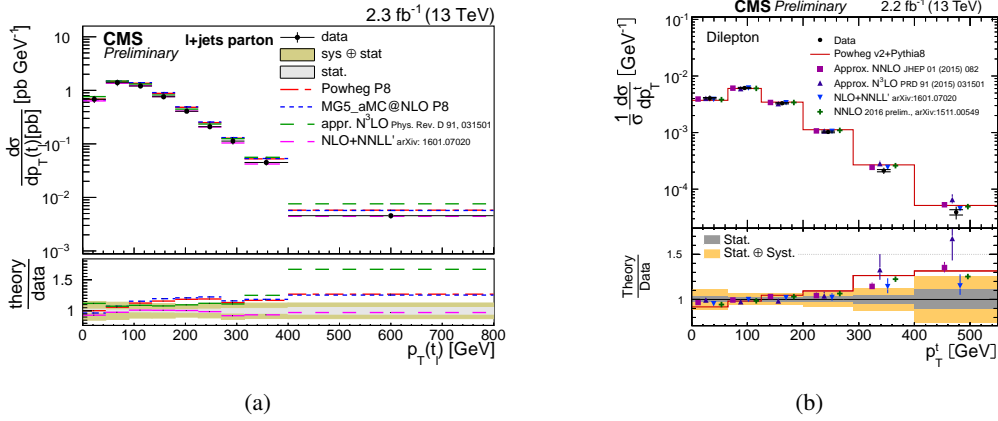 2.3 fb⁻¹ (13 TeV)
CMS
Preliminary
l+jets parton
data
sys ⊕ stat
stat.
Powheg P8
MG5_aMC@NLO P8
appr. N³LO Phys. Rev. D 91, 031501
NLO+NNLL' arXiv: 1601.07020
dσ/dp_T(t_l) [pb GeV⁻¹]
[pb]
10
1
10⁻¹
10⁻²
10⁻³
theory/data
1.5
1
0 100 200 300 400 500 600 700 800
p_T(t_l) [GeV]
(a)
CMS Preliminary 2.2 fb⁻¹ (13 TeV)
Dilepton
Data
Powheg v2+Pythia8
Approx. NNLO JHEP 01 (2015) 082
Approx. N³LO PRD 91 (2015) 031501
NLO+NNLL' arXiv:1601.07020
NNLO 2016 prelim., arXiv:1511.00549
1/σ dσ/dp_T^t [GeV⁻¹]
10⁻¹
10⁻²
10⁻³
10⁻⁴
Stat.
Stat. ⊕ Syst.
Theory/Data
1.5
1
0 100 200 300 400 500
p_T^t [GeV]
(b)